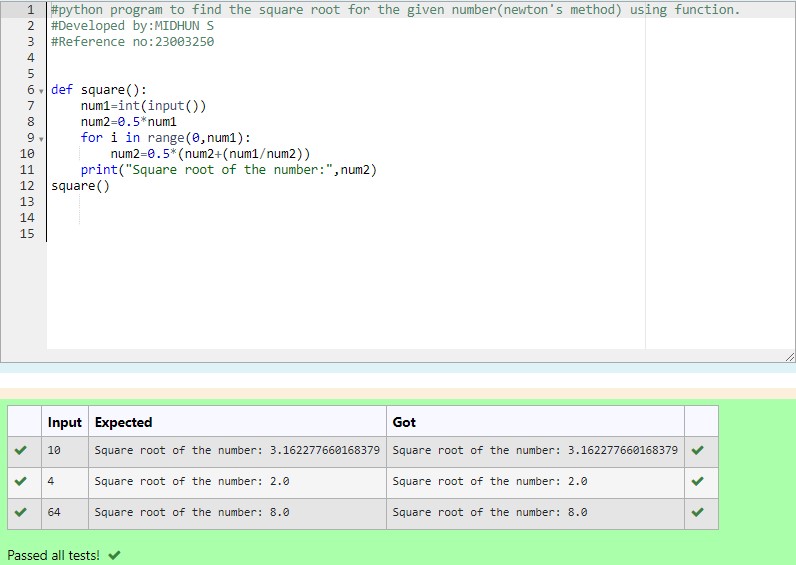 1 #python program to find the square root for the given number(newton's method) using function.
2 #Developed by:MIDHUN S
3 #Reference no:23003250
4
5
6 def square():
7     num1=int(input())
8     num2=0.5*num1
9     for i in range(0,num1):
10         num2=0.5*(num2+(num1/num2))
11     print("Square root of the number:",num2)
12 square()
13
14
15
Input Expected Got
10 Square root of the number: 3.162277660168379 Square root of the number: 3.162277660168379
4 Square root of the number: 2.0 Square root of the number: 2.0
64 Square root of the number: 8.0 Square root of the number: 8.0
Passed all tests!